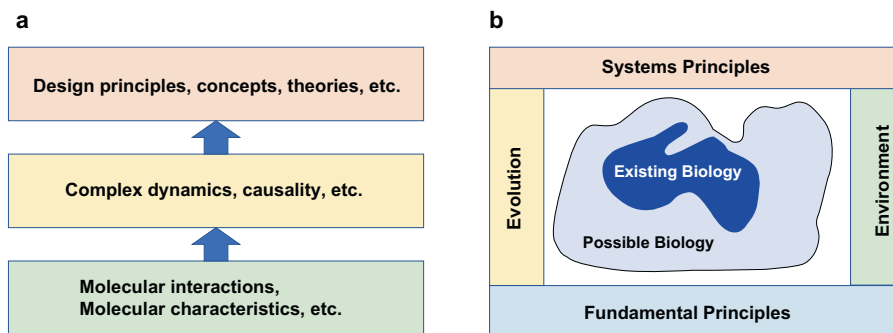 a
Design principles, concepts, theories, etc.
Complex dynamics, causality, etc.
Molecular interactions,
Molecular characteristics, etc.
b
Systems Principles
Evolution
Existing Biology
Possible Biology
Environment
Fundamental Principles